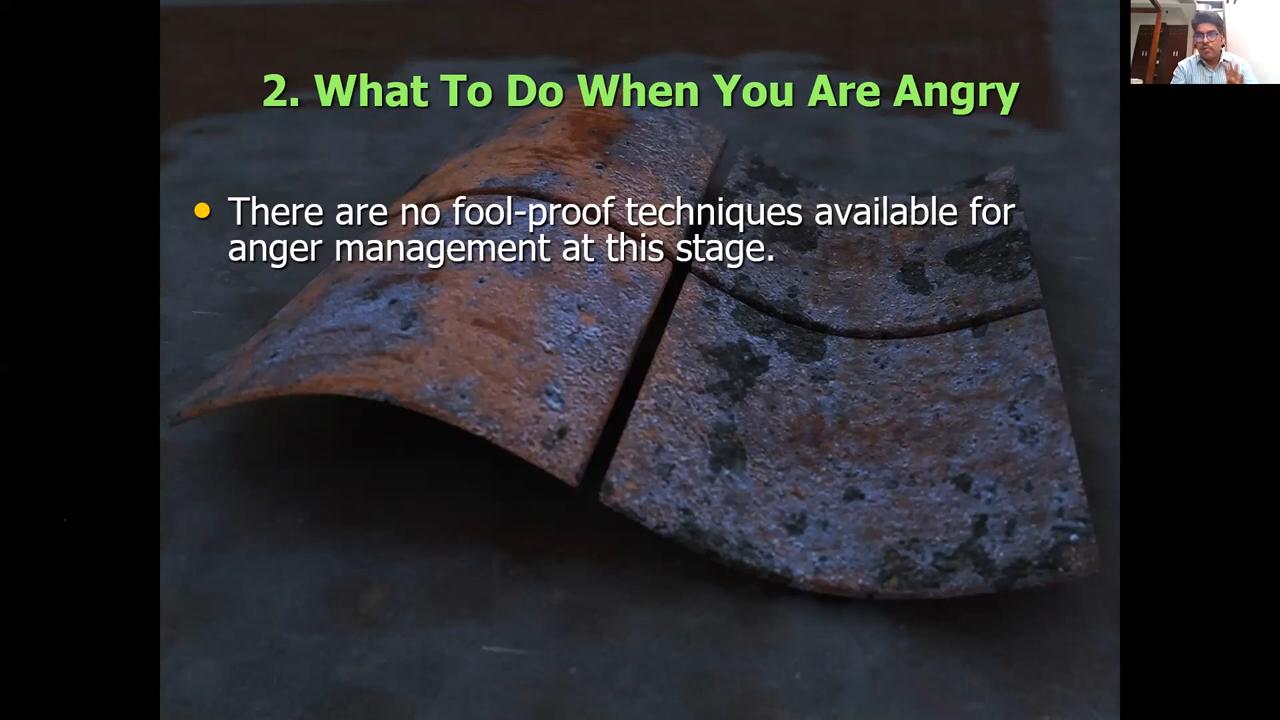 2. What To Do When You Are Angry
There are no fool-proof techniques available for
anger management at this stage.